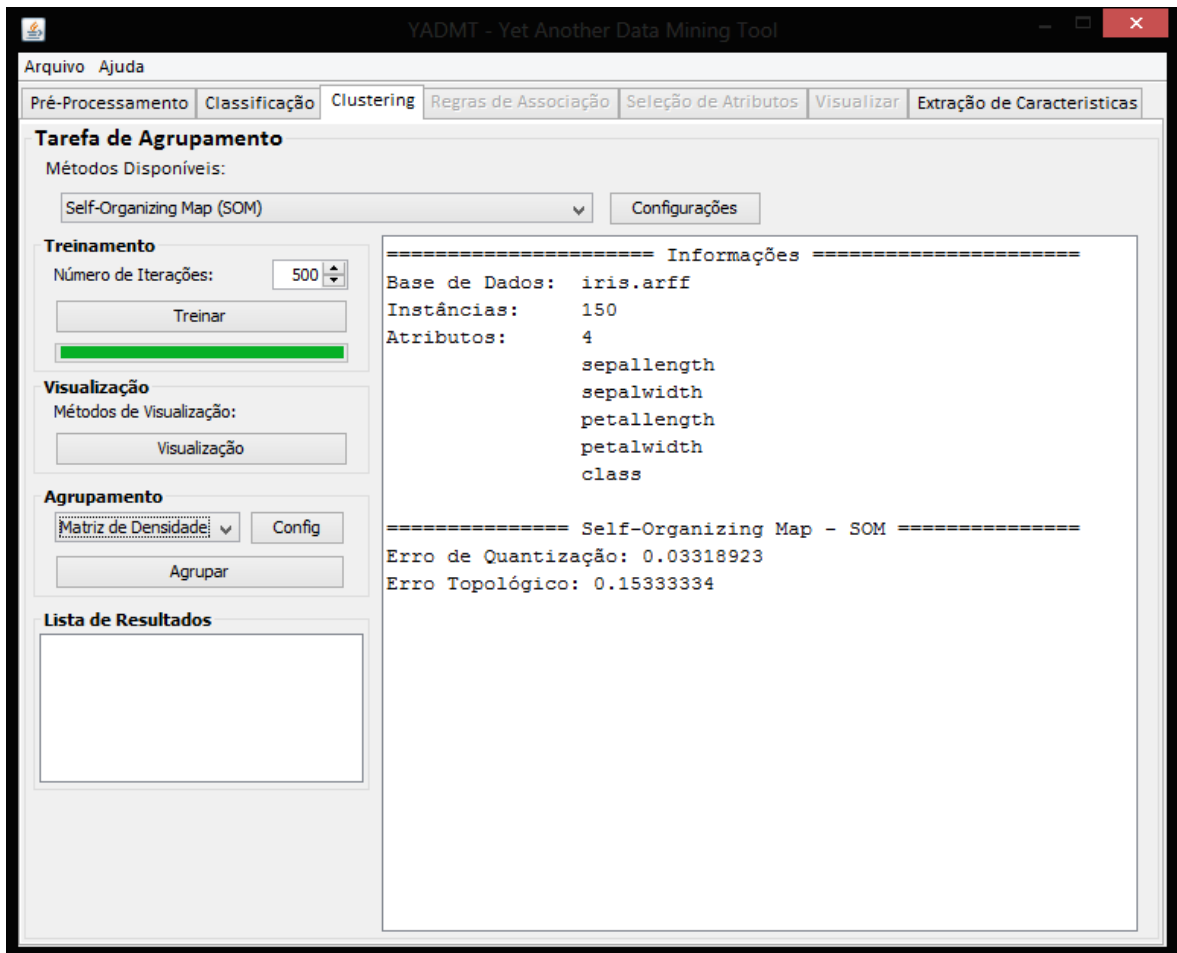 YADMT - Yet Another Data Mining Tool
Arquivo Ajuda
Pré-Processamento Classificação Clustering Regras de Associação Seleção de Atributos Visualizar Extração de Caracteristicas
Tarefa de Agrupamento
Métodos Disponíveis:
Self-Organizing Map (SOM) Configurações
Treinamento
Número de Iterações: 500
Treinar
Visualização
Métodos de Visualização:
Visualização
Agrupamento
Matriz de Densidade Config
Agrupar
Lista de Resultados
====================== Informações ======================
Base de Dados: iris.arff
Instâncias: 150
Atributos: 4
sepallength
sepalwidth
petallength
petalwidth
class
=============== Self-Organizing Map - SOM ===============
Erro de Quantização: 0.03318923
Erro Topológico: 0.15333334